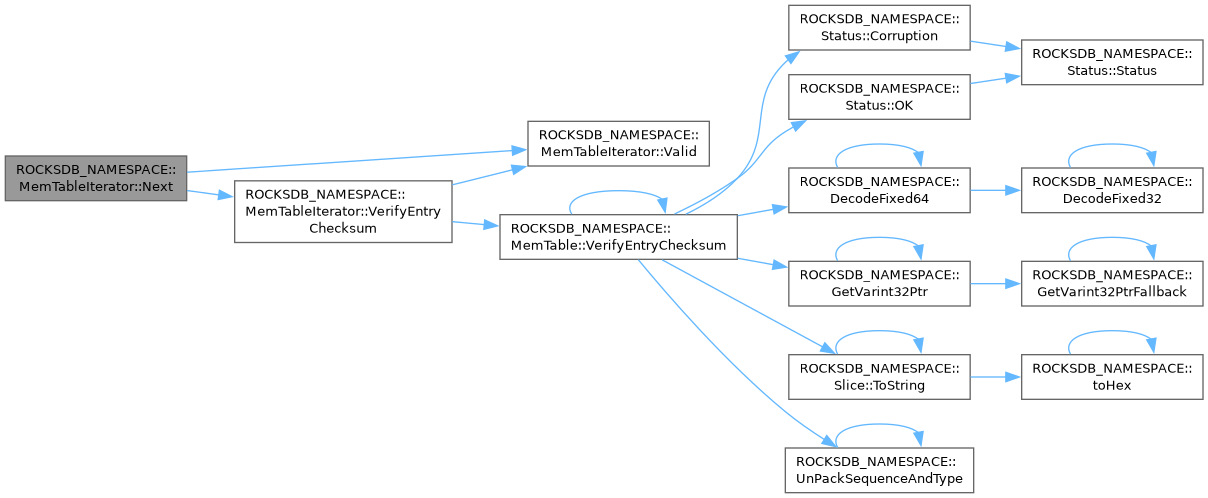 ROCKSDB_NAMESPACE::
MemTableIterator::Next
ROCKSDB_NAMESPACE::
MemTableIterator::Valid
ROCKSDB_NAMESPACE::
MemTableIterator::VerifyEntry
Checksum
ROCKSDB_NAMESPACE::
MemTable::VerifyEntryChecksum
ROCKSDB_NAMESPACE::
Status::Corruption
ROCKSDB_NAMESPACE::
Status::Status
ROCKSDB_NAMESPACE::
Status::OK
ROCKSDB_NAMESPACE::
DecodeFixed64
ROCKSDB_NAMESPACE::
DecodeFixed32
ROCKSDB_NAMESPACE::
GetVarint32Ptr
ROCKSDB_NAMESPACE::
GetVarint32PtrFallback
ROCKSDB_NAMESPACE::
Slice::ToString
ROCKSDB_NAMESPACE::
toHex
ROCKSDB_NAMESPACE::
UnPackSequenceAndType